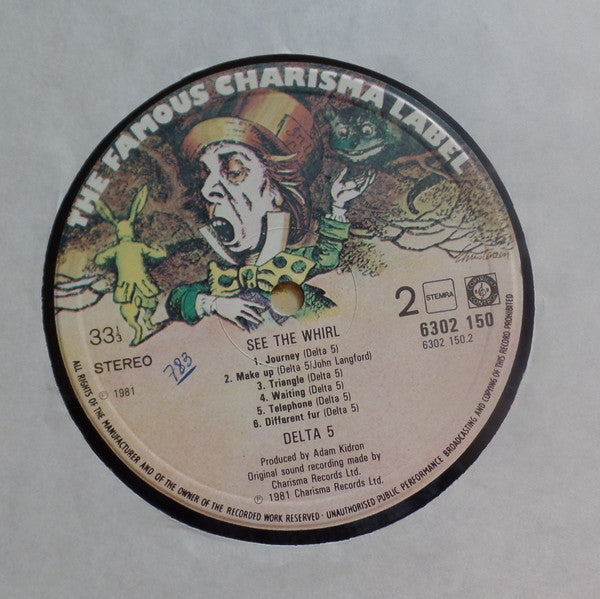 THE FAMOUS CHARISMA LABEL
33⅓
STEREO
℗ 1981
783
2
STEMRA
6302 150
6302 150.2
SEE THE WHIRL
1. Journey (Delta 5)
2. Make up (Delta 5/John Langford)
3. Triangle (Delta 5)
4. Waiting (Delta 5)
5. Telephone (Delta 5)
6. Different fur (Delta 5)
DELTA 5
Produced by Adam Kidron
Original sound recording made by
Charisma Records Ltd.
℗ 1981 Charisma Records Ltd.
ALL RIGHTS OF THE MANUFACTURER AND OF THE OWNER OF THE RECORDED WORK RESERVED · UNAUTHORISED PUBLIC PERFORMANCE BROADCASTING AND COPYING OF THIS RECORD PROHIBITED